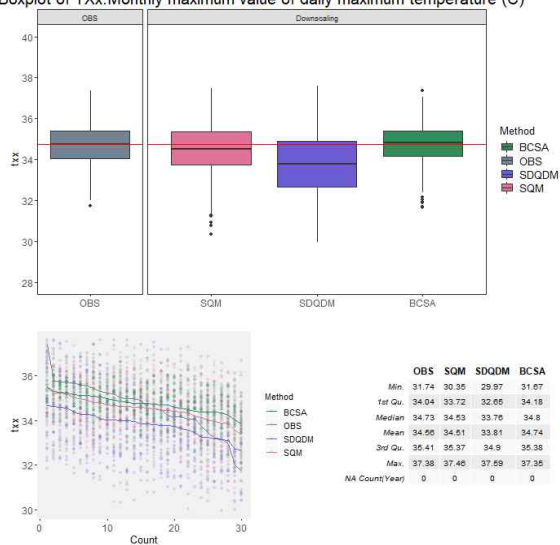 Boxplot of TXx:Monthly maximum value of daily maximum temperature (C)
OBS Downscaling
40
38
36
34
32
30
28
txx
OBS SQM SDQDM BCSA
Method
BCSA
OBS
SDQDM
SQM
36
34
32
30
txx
0 10 20 30
Count
Method
BCSA
OBS
SDQDM
SQM
OBS SQM SDQDM BCSA
Min. 31.74 30.35 29.97 31.67
1st Qu. 34.04 33.72 32.65 34.18
Median 34.73 34.53 33.76 34.8
Mean 34.56 34.51 33.81 34.74
3rd Qu. 35.41 35.37 34.9 35.38
Max. 37.38 37.46 37.59 37.35
NA Count(Year) 0 0 0 0